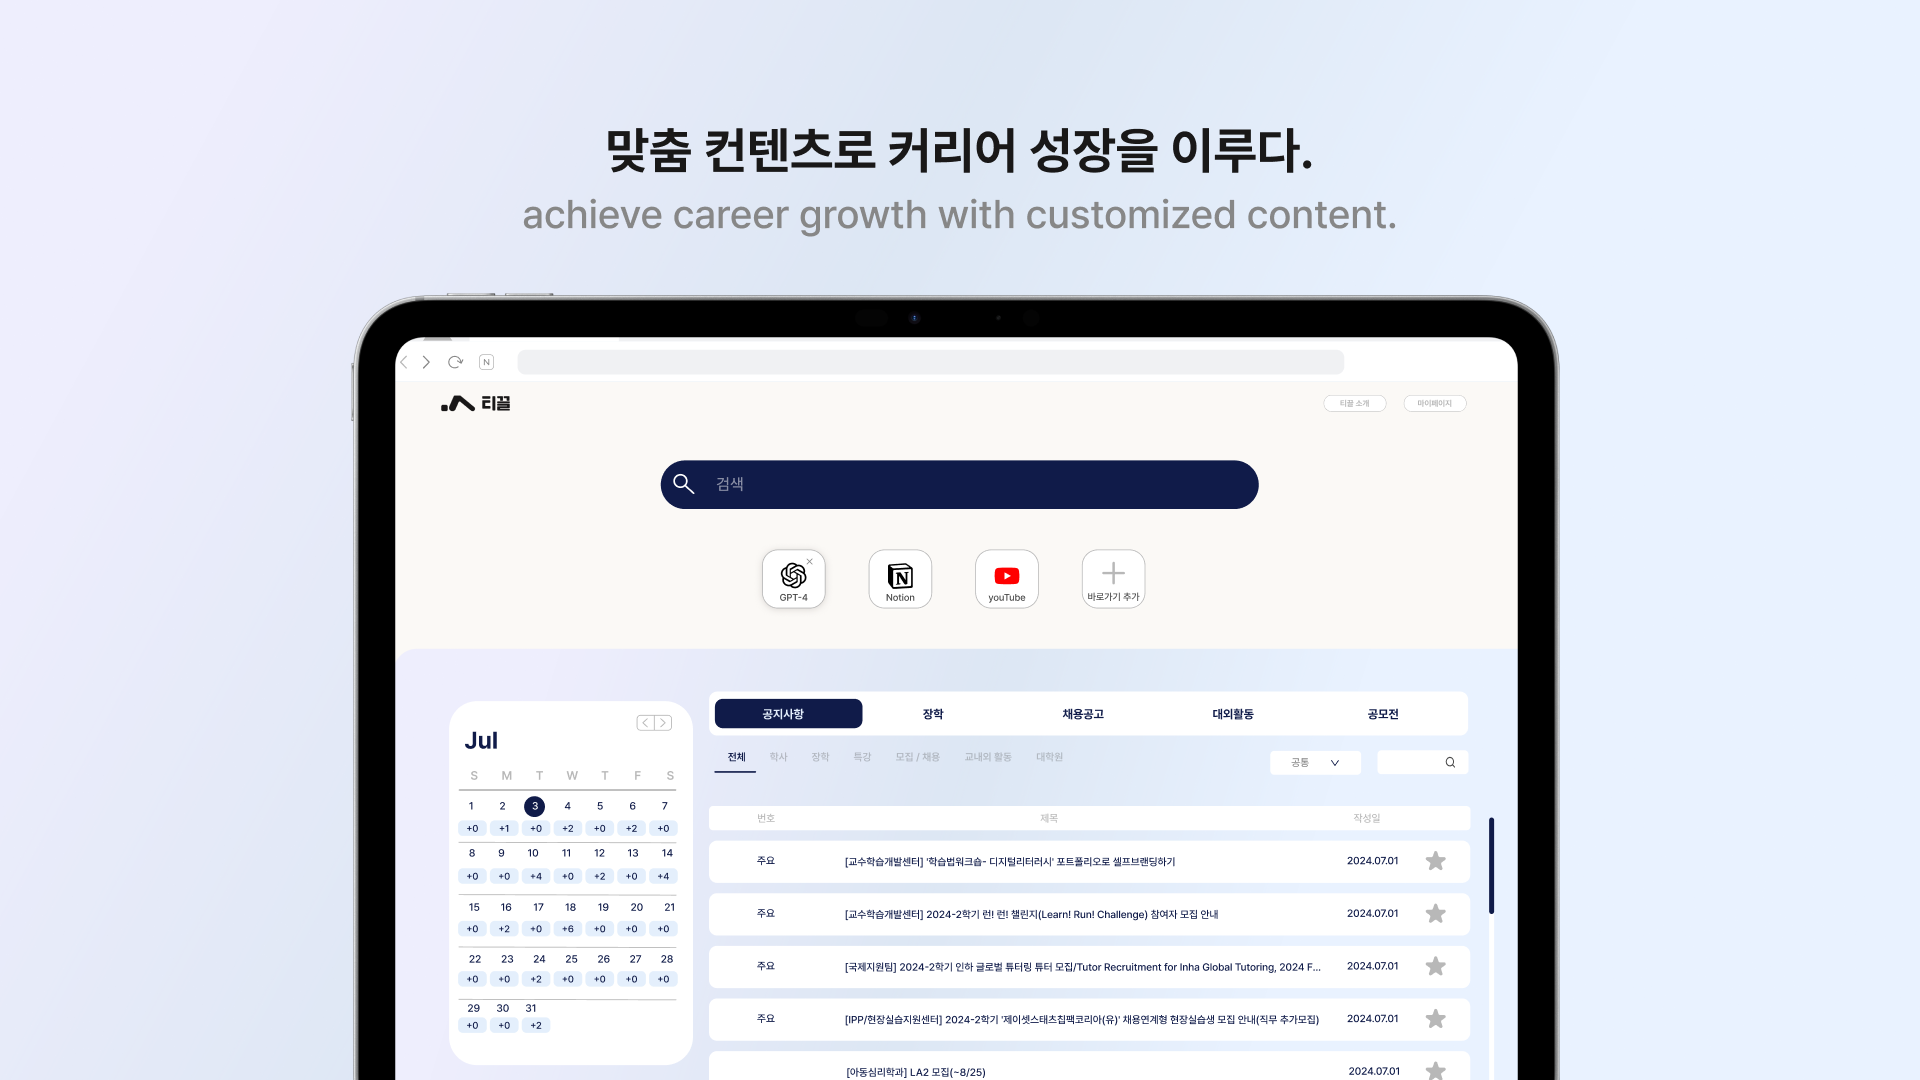 맞춤 컨텐츠로 커리어 성장을 이루다.
achieve career growth with customized content.
N
티끌
티끌 소개 마이페이지
검색
GPT-4 Notion youTube 바로가기 추가
Jul
S M T W T F S
1 2 3 4 5 6 7
+0 +1 +0 +2 +0 +2 +0
8 9 10 11 12 13 14
+0 +0 +4 +0 +2 +0 +4
15 16 17 18 19 20 21
+0 +2 +0 +6 +0 +0 +0
22 23 24 25 26 27 28
+0 +0 +2 +0 +0 +0 +0
29 30 31
+0 +0 +2
공지사항 장학 채용공고 대외활동 공모전
전체 학사 장학 특강 모집 / 채용 교내외 활동 대학원
공통
번호 제목 작성일
주요 [교수학습개발센터] '학습법워크숍- 디지털리터러시' 포트폴리오로 셀프브랜딩하기 2024.07.01
주요 [교수학습개발센터] 2024-2학기 런! 런! 챌린지(Learn! Run! Challenge) 참여자 모집 안내 2024.07.01
주요 [국제지원팀] 2024-2학기 인하 글로벌 튜터링 튜터 모집/Tutor Recruitment for Inha Global Tutoring, 2024 F... 2024.07.01
주요 [IPP/현장실습지원센터] 2024-2학기 '제이셋스태츠칩팩코리아(유)' 채용연계형 현장실습생 모집 안내(직무 추가모집) 2024.07.01
[아동심리학과] LA2 모집(~8/25) 2024.07.01